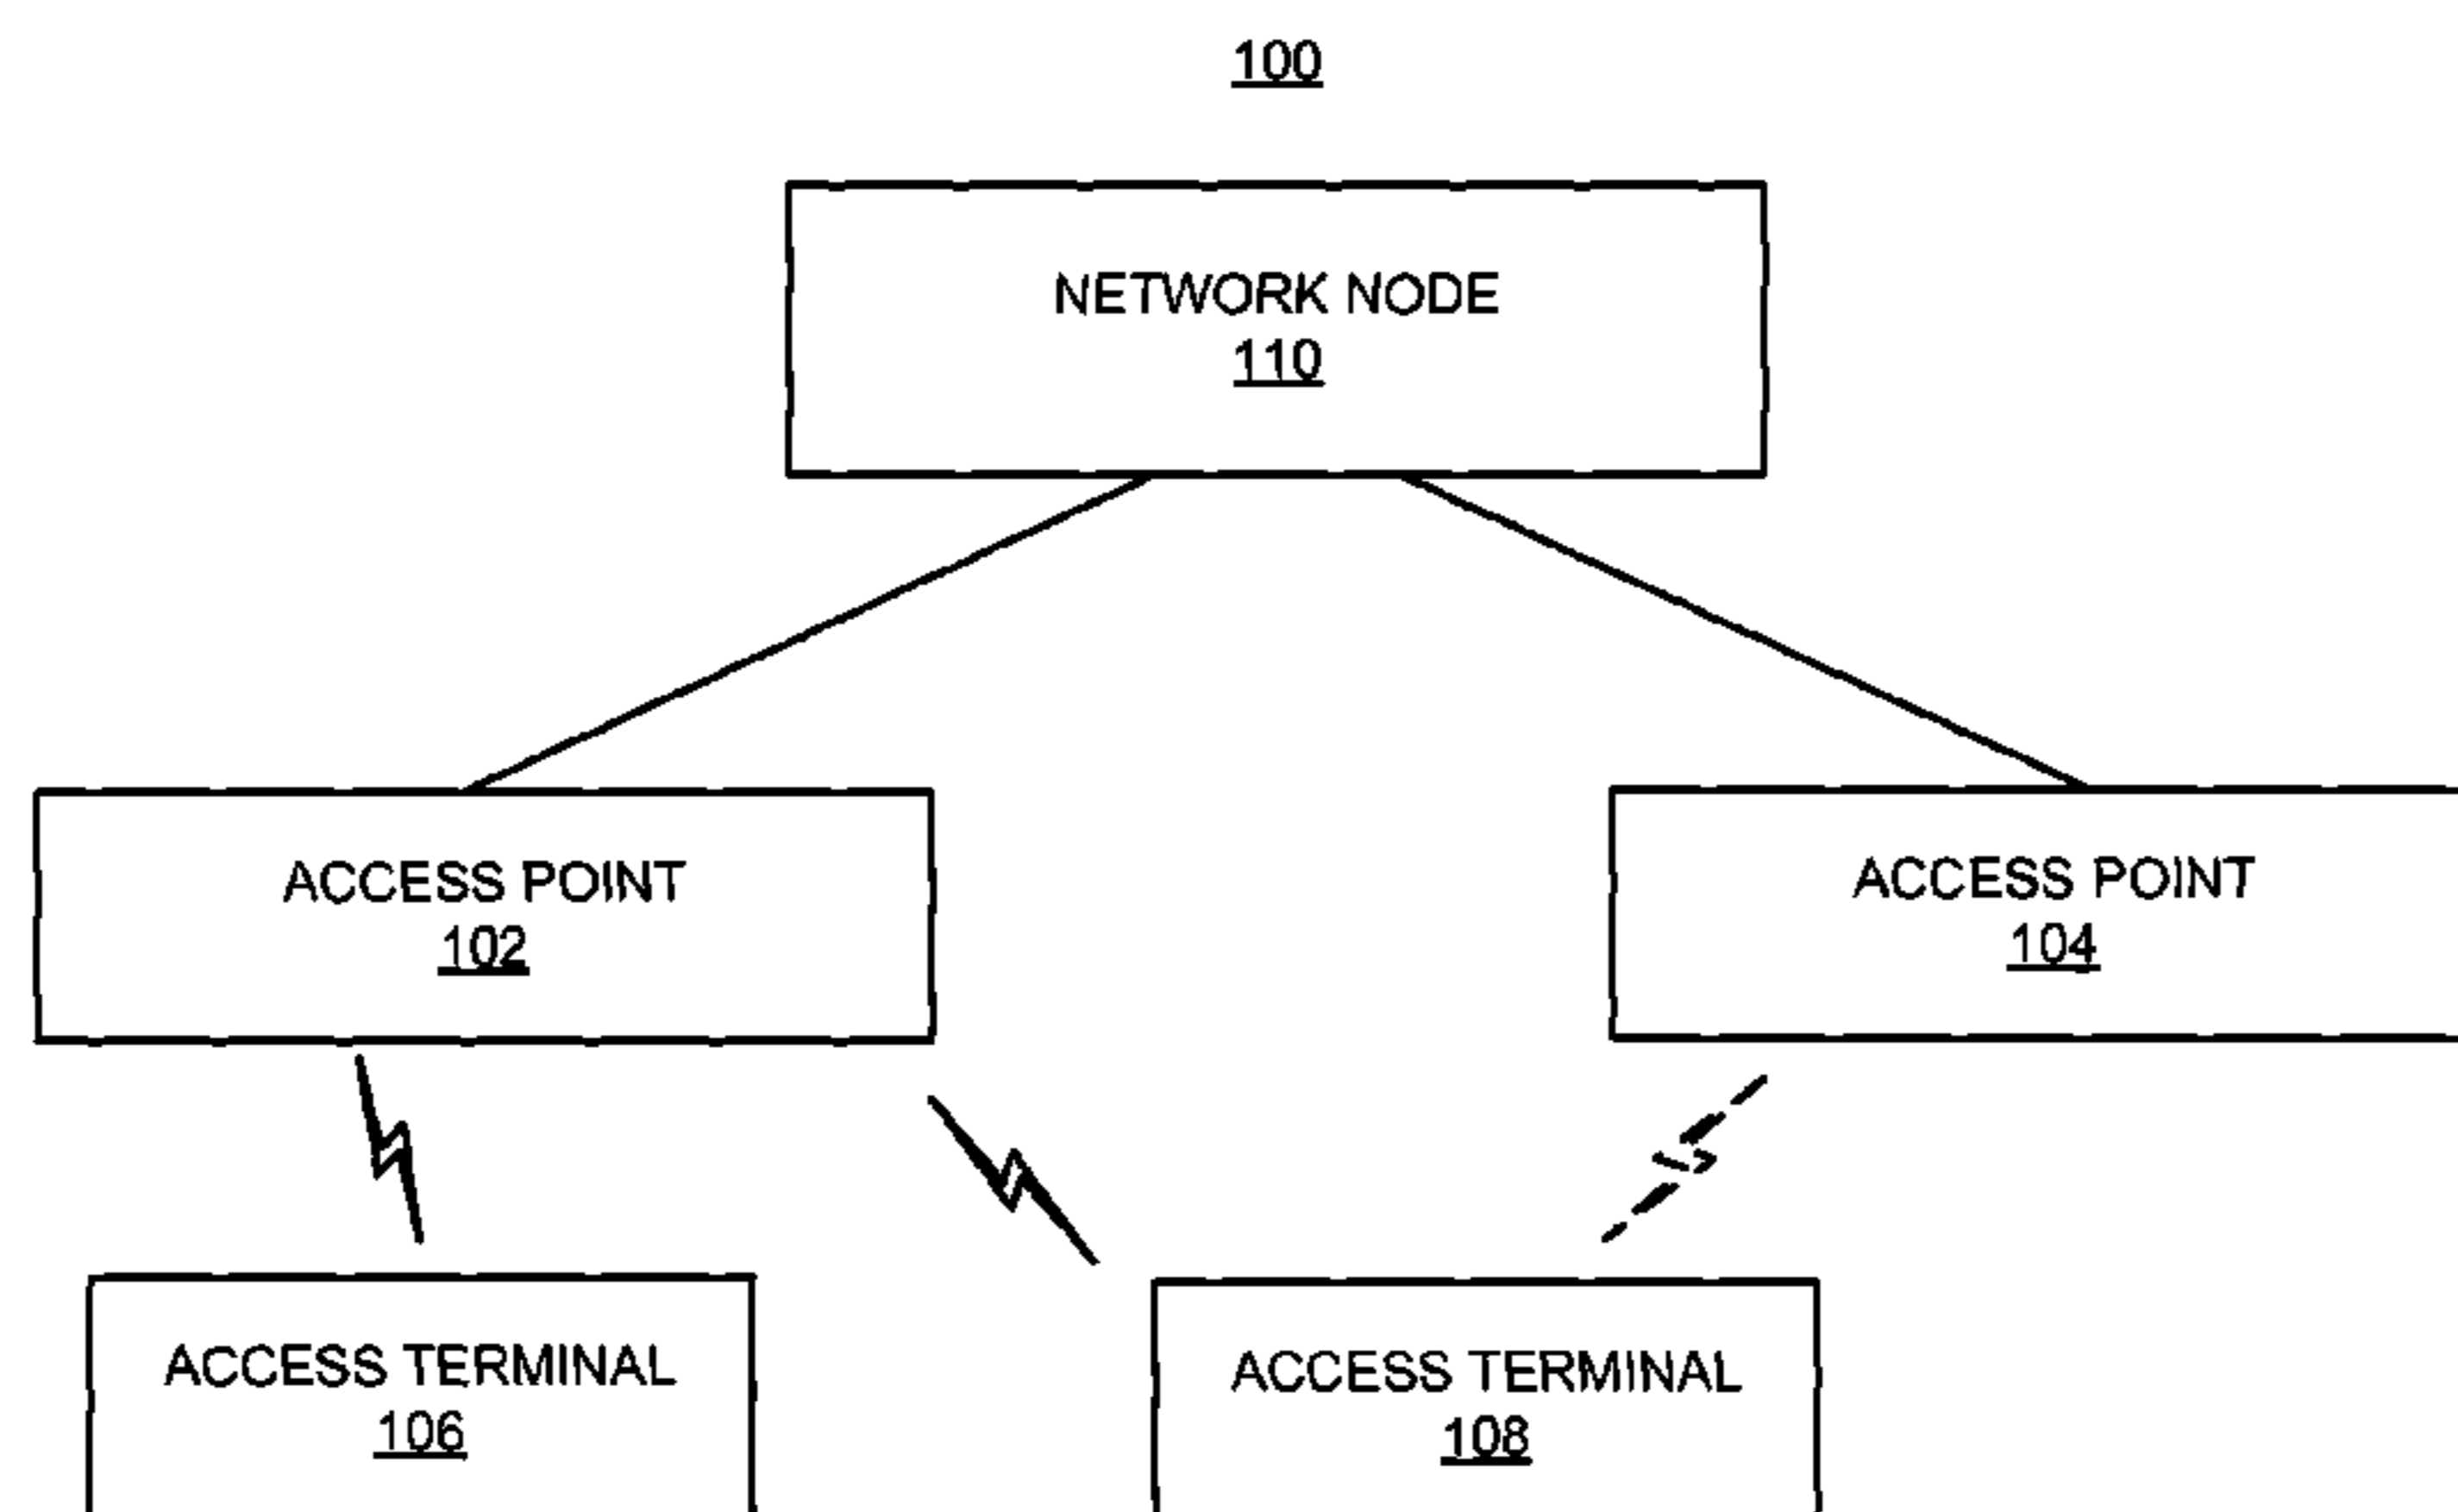 100
NETWORK NODE
110
ACCESS POINT
102
ACCESS POINT
104
ACCESS TERMINAL
106
ACCESS TERMINAL
108